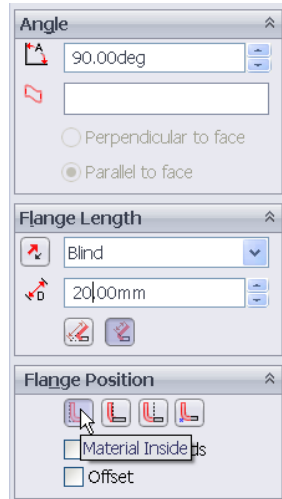 Angle
90.00deg
Perpendicular to face
Parallel to face
Flange Length
Blind
20.00mm
Flange Position
Material Inside
ds
Offset